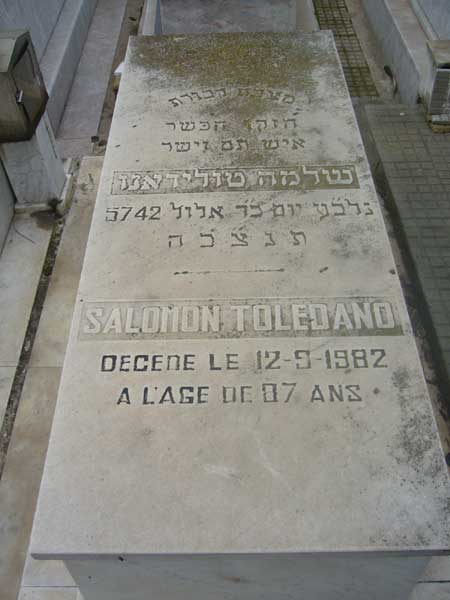 מצבת קבורת
הזקן הכשר
איש תם וישר
שלמה טולידאנו
נלב״ע יום כד אלול 5742
תנצבה
SALOMON TOLEDANO
DECEDE LE 12-9-1982
A L'AGE DE 87 ANS